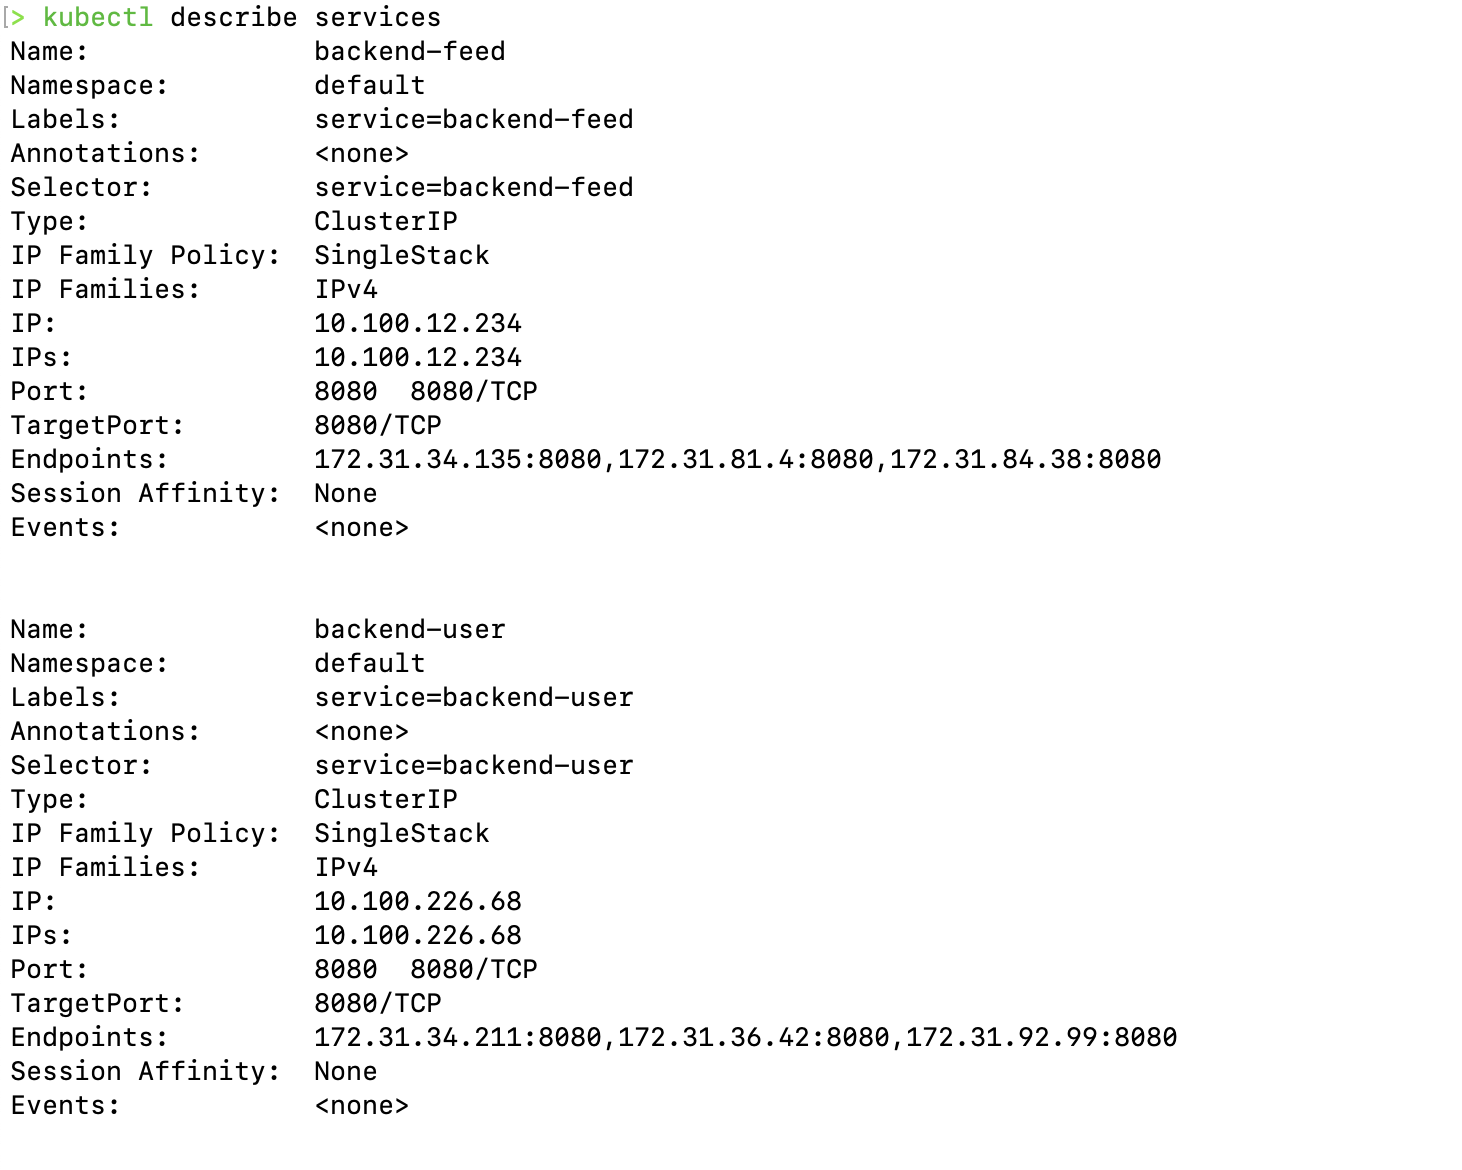 [> kubectl describe services
Name:              backend-feed
Namespace:         default
Labels:            service=backend-feed
Annotations:       <none>
Selector:          service=backend-feed
Type:              ClusterIP
IP Family Policy:  SingleStack
IP Families:       IPv4
IP:                10.100.12.234
IPs:               10.100.12.234
Port:              8080  8080/TCP
TargetPort:        8080/TCP
Endpoints:         172.31.34.135:8080,172.31.81.4:8080,172.31.84.38:8080
Session Affinity:  None
Events:            <none>
Name:              backend-user
Namespace:         default
Labels:            service=backend-user
Annotations:       <none>
Selector:          service=backend-user
Type:              ClusterIP
IP Family Policy:  SingleStack
IP Families:       IPv4
IP:                10.100.226.68
IPs:               10.100.226.68
Port:              8080  8080/TCP
TargetPort:        8080/TCP
Endpoints:         172.31.34.211:8080,172.31.36.42:8080,172.31.92.99:8080
Session Affinity:  None
Events:            <none>